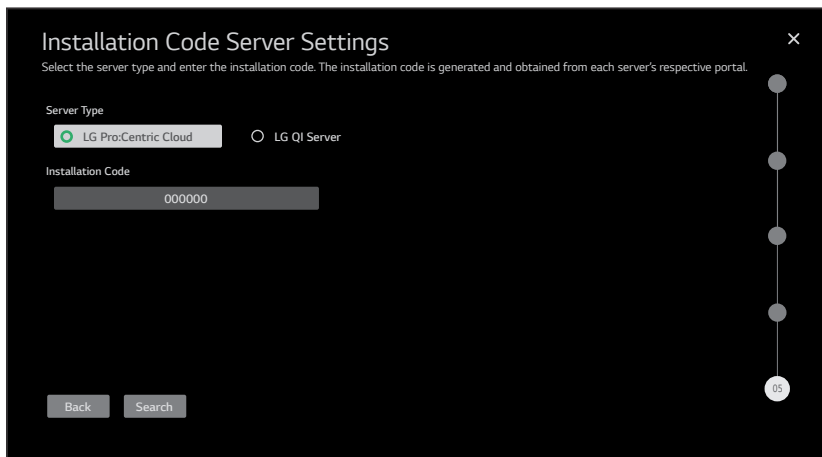 Installation Code Server Settings
Select the server type and enter the installation code. The installation code is generated and obtained from each server's respective portal.
Server Type
LG Pro:Centric Cloud
LG QI Server
Installation Code
000000
05
Back
Search